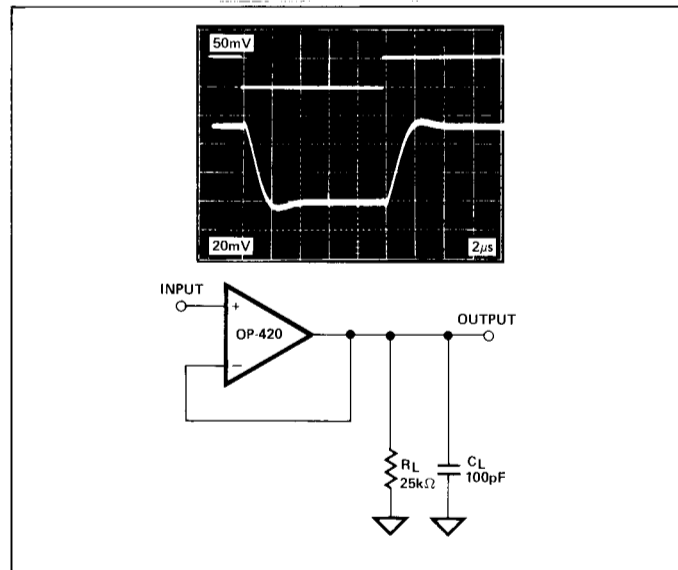 50mV
20mV
2µs
INPUT
+
OP-420
−
OUTPUT
RL
25kΩ
CL
100pF